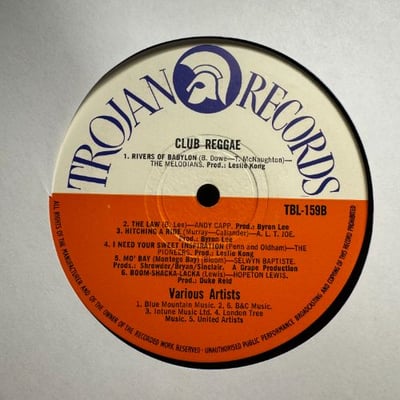 TROJAN RECORDS
CLUB REGGAE
1. RIVERS OF BABYLON (B. Dowe—T. McNaughton)—
THE MELODIANS. Prod.: Leslie Kong
TBL-159B
2. THE LAW (B. Lee)—ANDY CAPP. Prod.: Byron Lee
3. HITCHING A RIDE (Murray—Callander)—A. L. T. JOE.
Prod.: Byron Lee
4. I NEED YOUR SWEET INSPIRATION (Penn and Oldham)—THE
PIONEERS. Prod.: Leslie Kong
5. MO' BAY (Montego Bay) (Bloom)—SELWYN BAPTISTE.
Prods.: Shrowder/Bryan/Sinclair. A Grape Production
6. BOOM-SHACKA-LACKA (Lewis)—HOPETON LEWIS.
Prod.: Duke Reid
Various Artists
1. Blue Mountain Music. 2, 6. B&C Music.
3. Intune Music Ltd. 4. London Tree
Music. 5. United Artists
ALL RIGHTS OF THE MANUFACTURER AND OF THE OWNER OF THE RECORDED WORK RESERVED—UNAUTHORISED PUBLIC PERFORMANCE, BROADCASTING AND COPYING OF THIS RECORD PROHIBITED